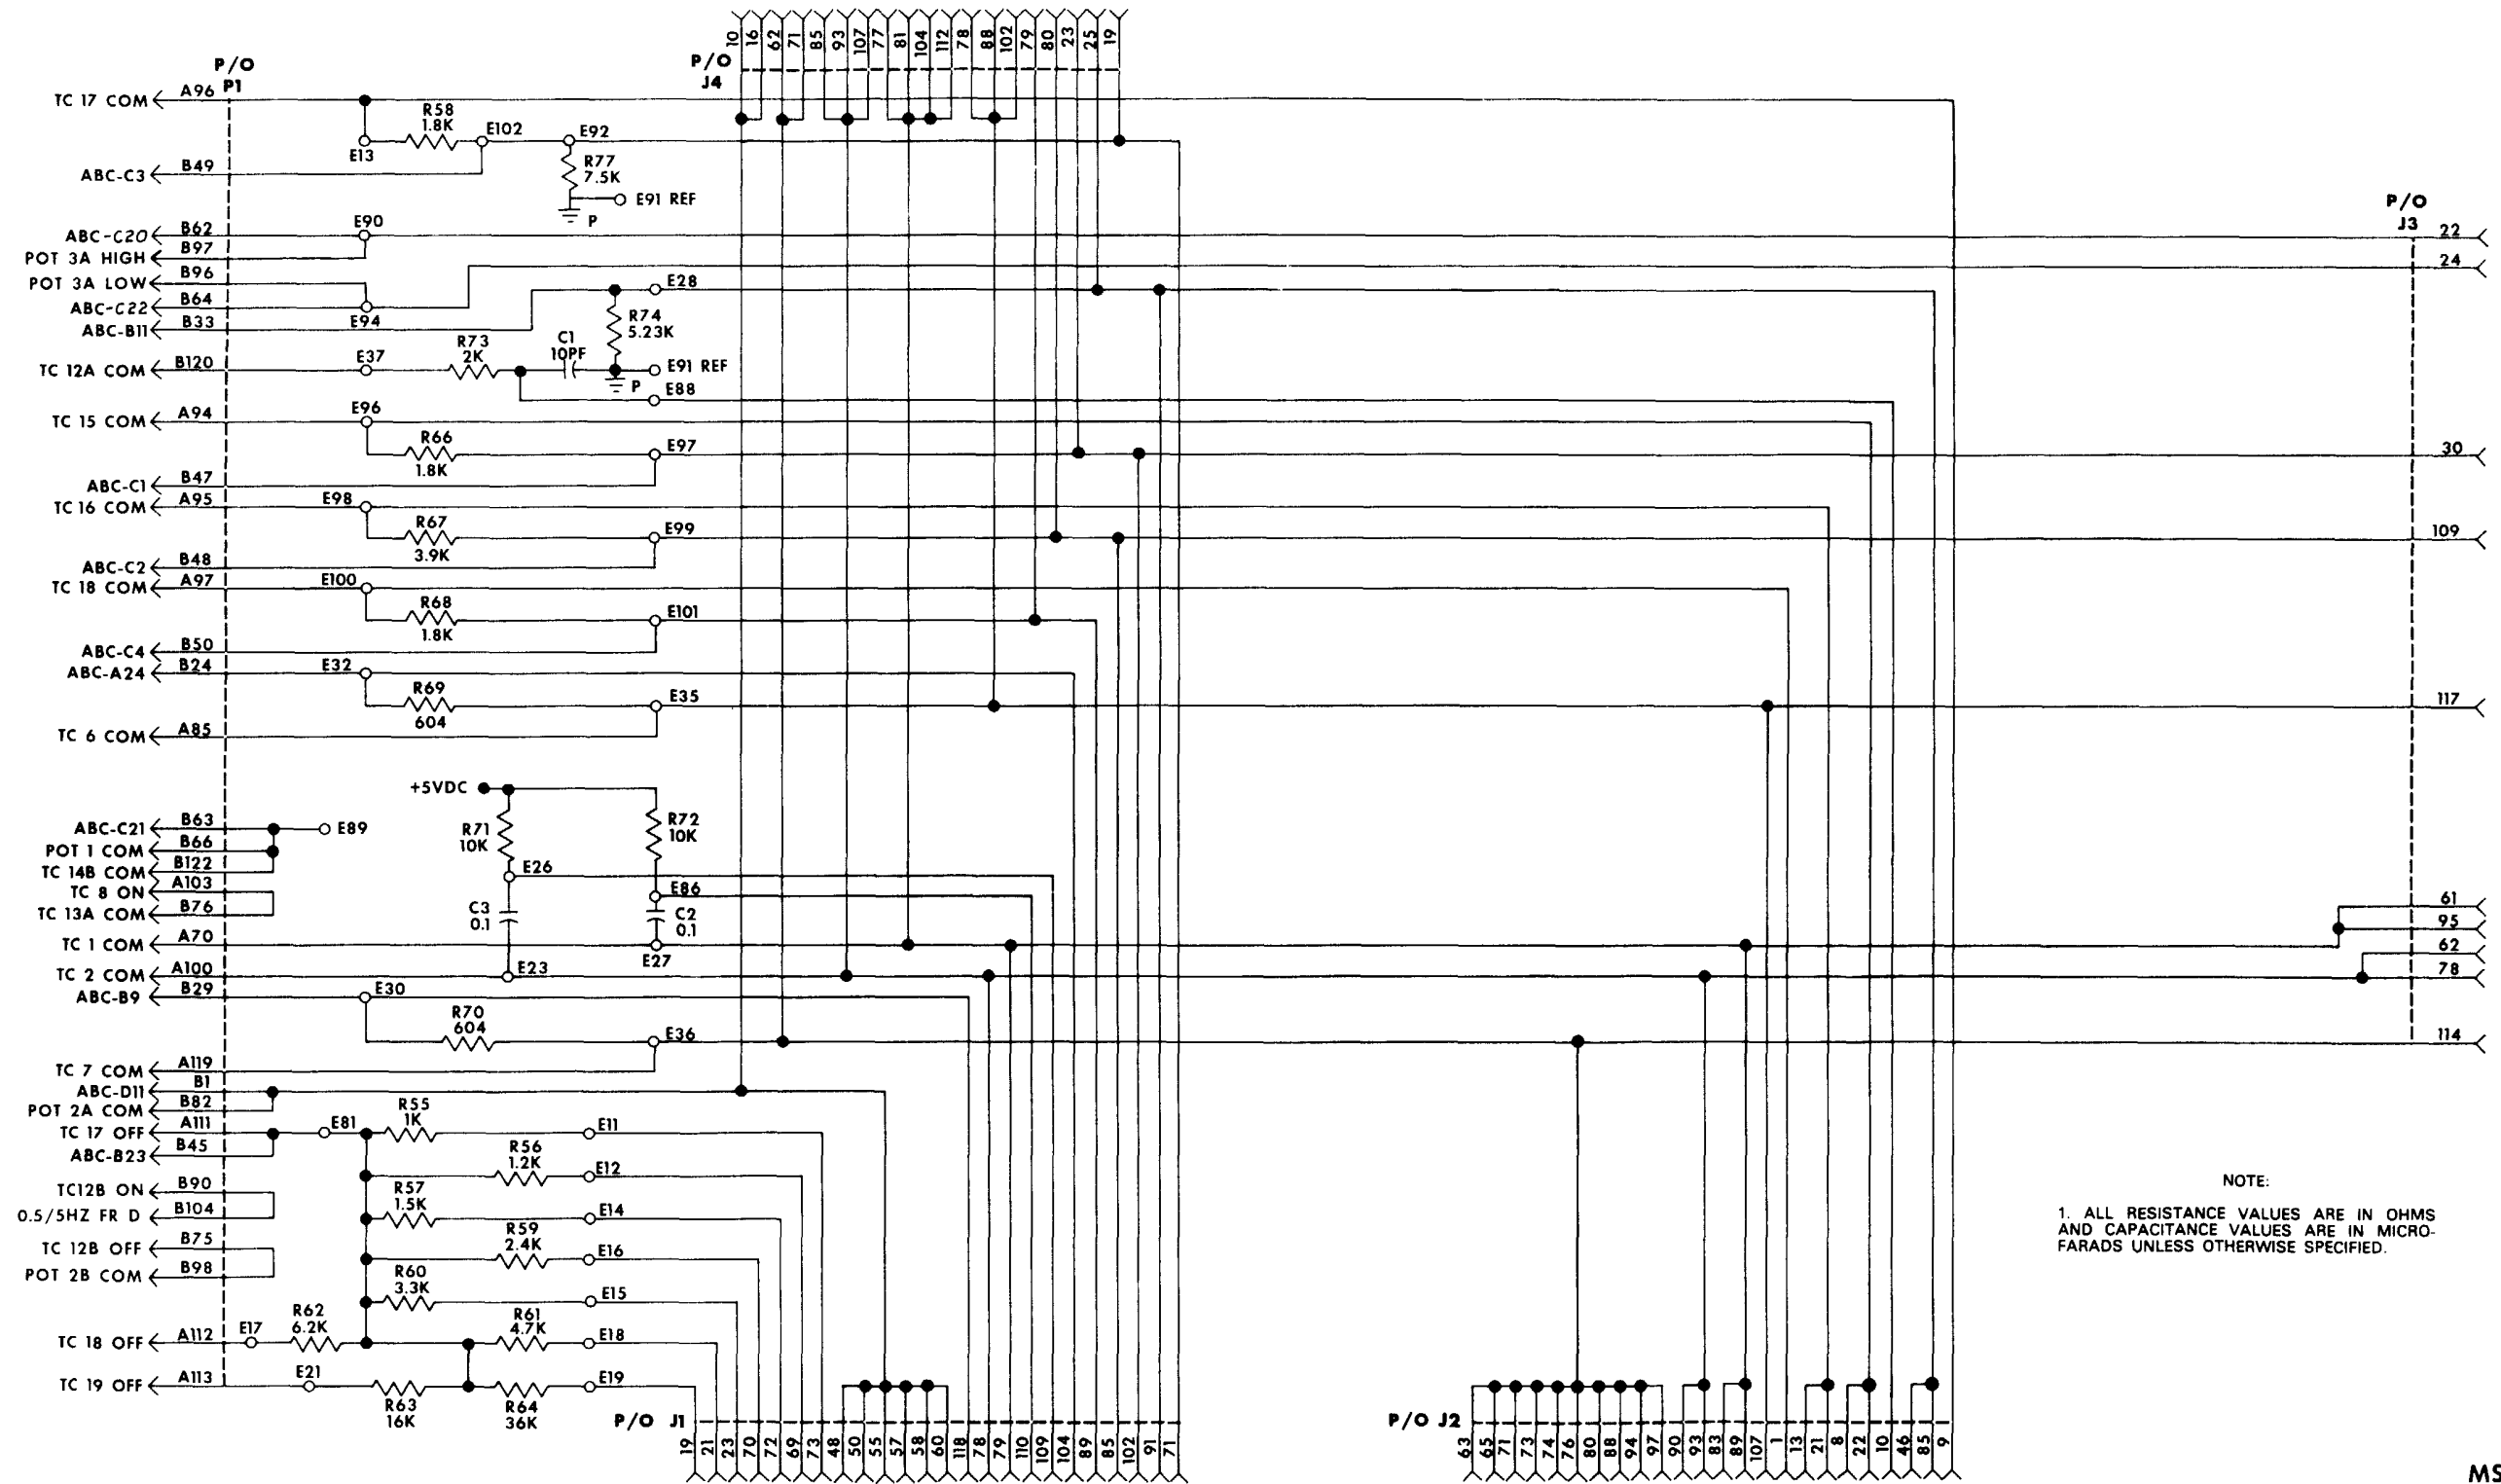 P/O
J4
10
16
62
71
85
93
107
77
81
104
112
78
88
102
79
80
23
25
19
P/O
P1
TC 17 COM A96
R58
1.8K
E13
E102
E92
R77
7.5K
E91 REF
P
ABC-C3 B49
ABC-C20 B62
E90
POT 3A HIGH B97
POT 3A LOW B96
ABC-C22 B64
ABC-B11 B33
E94
E28
R74
5.23K
R73
2K
C1
10PF
TC 12A COM B120
E37
E91 REF
P
E88
TC 15 COM A94
E96
R66
1.8K
E97
ABC-C1 B47
TC 16 COM A95
E98
R67
3.9K
E99
ABC-C2 B48
TC 18 COM A97
E100
R68
1.8K
E101
ABC-C4 B50
ABC-A24 B24
E32
R69
604
E35
TC 6 COM A85
+5VDC
R71
10K
R72
10K
ABC-C21 B63
E89
POT 1 COM B66
TC 14B COM B122
TC 8 ON A103
TC 13A COM B76
E26
E86
C3
0.1
C2
0.1
TC 1 COM A70
E27
TC 2 COM A100
E23
ABC-B9 B29
E30
R70
604
E36
TC 7 COM A119
ABC-D11 B1
POT 2A COM B82
TC 17 OFF A111
E81
R55
1K
E11
ABC-B23 B45
R56
1.2K
E12
TC12B ON B90
R57
1.5K
E14
0.5/5HZ FR D B104
R59
2.4K
E16
TC 12B OFF B75
POT 2B COM B98
R60
3.3K
E15
TC 18 OFF A112
E17
R62
6.2K
R61
4.7K
E18
TC 19 OFF A113
E21
R63
16K
R64
36K
E19
P/O J1
19
21
23
70
72
69
73
48
50
55
57
58
60
118
78
79
110
109
104
89
85
102
91
71
P/O J2
63
65
71
73
74
76
80
88
94
97
90
93
83
89
107
1
13
21
8
22
10
46
85
9
P/O
J3
22
24
30
109
117
61
95
62
78
114
NOTE:
1. ALL RESISTANCE VALUES ARE IN OHMS
AND CAPACITANCE VALUES ARE IN MICRO-
FARADS UNLESS OTHERWISE SPECIFIED.
MS